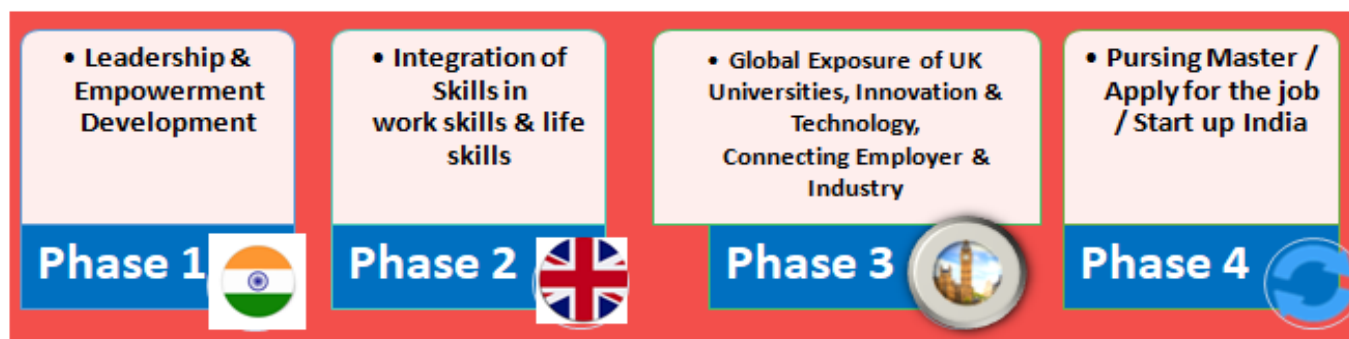 • Leadership &
Empowerment
Development
Phase 1
• Integration of
Skills in
work skills & life
skills
Phase 2
• Global Exposure of UK
Universities, Innovation &
Technology,
Connecting Employer &
Industry
Phase 3
• Pursing Master /
Apply for the job
/ Start up India
Phase 4